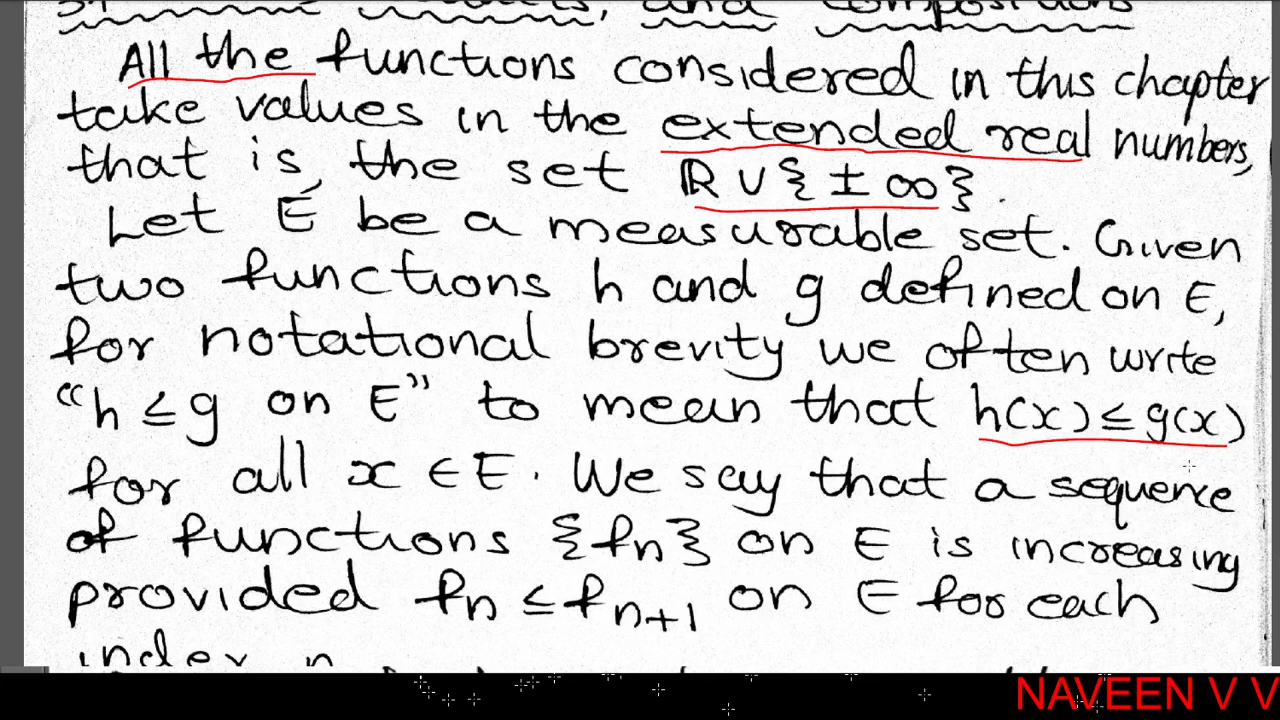 and
All the functions considered in this chapter
take values in the extended real numbers,
that is, the set ℝ ∪ {± ∞}.
Let E be a measurable set. Given
two functions h and g defined on E,
for notational brevity we often write
"h ≤ g on E" to mean that h(x) ≤ g(x)
for all x ∈ E. We say that a sequence
of functions {fn} on E is increasing
provided fn ≤ fn+1 on E for each
index n
NAVEEN V V